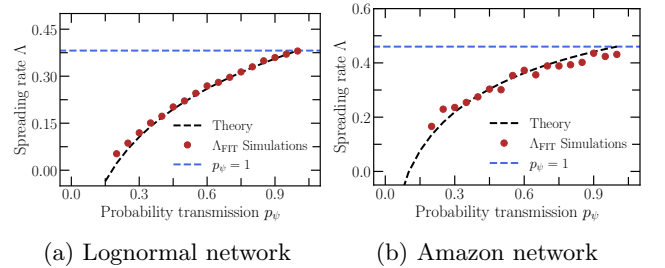 0.45
0.30
0.15
0.00
Spreading rate Λ
Theory
Λ_FIT Simulations
p_ψ = 1
0.0 0.3 0.6 0.9
Probability transmission p_ψ
(a) Lognormal network
0.6
0.4
0.2
0.0
Spreading rate Λ
Theory
Λ_FIT Simulations
p_ψ = 1
0.0 0.3 0.6 0.9
Probability transmission p_ψ
(b) Amazon network